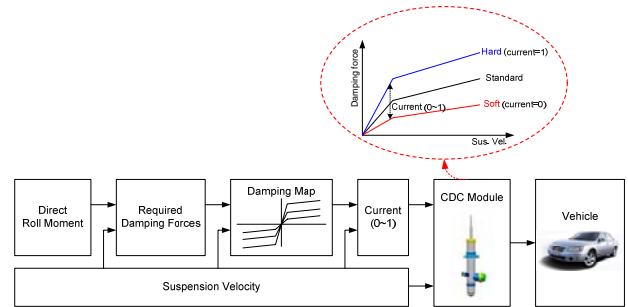 Damping force
Hard (current=1)
Standard
Current (0~1)
Soft (current=0)
Sus. Vel.
Direct
Roll Moment
Required
Damping Forces
Damping Map
Current
(0~1)
CDC Module
Vehicle
Suspension Velocity